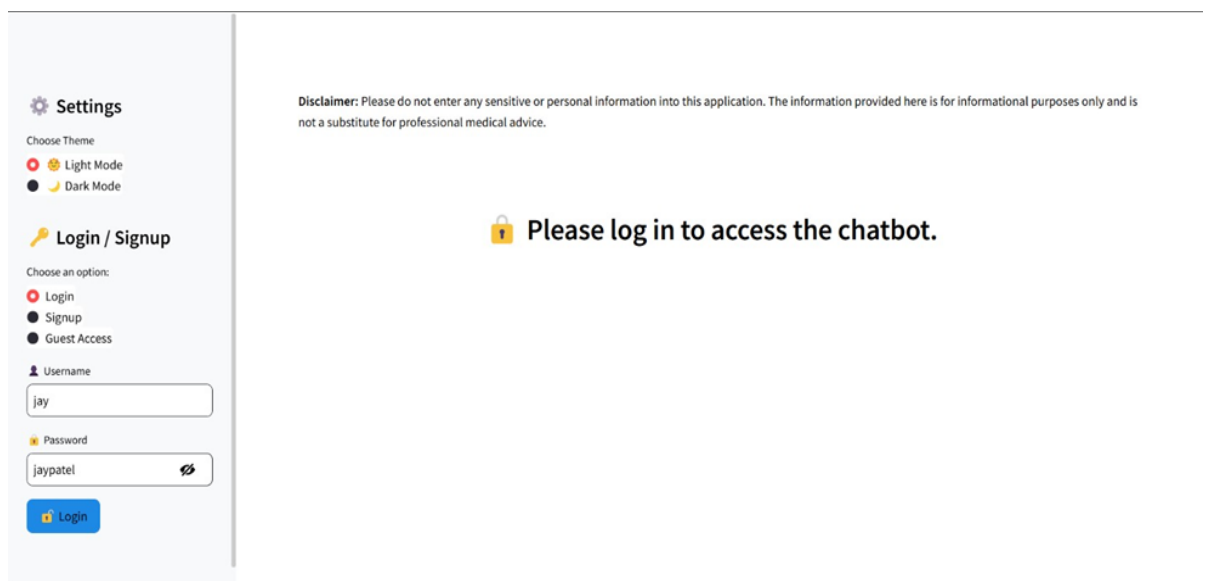 Settings
Choose Theme
Light Mode
Dark Mode
Login / Signup
Choose an option:
Login
Signup
Guest Access
Username
jay
Password
jaypatel
Login
Disclaimer: Please do not enter any sensitive or personal information into this application. The information provided here is for informational purposes only and is
not a substitute for professional medical advice.
Please log in to access the chatbot.